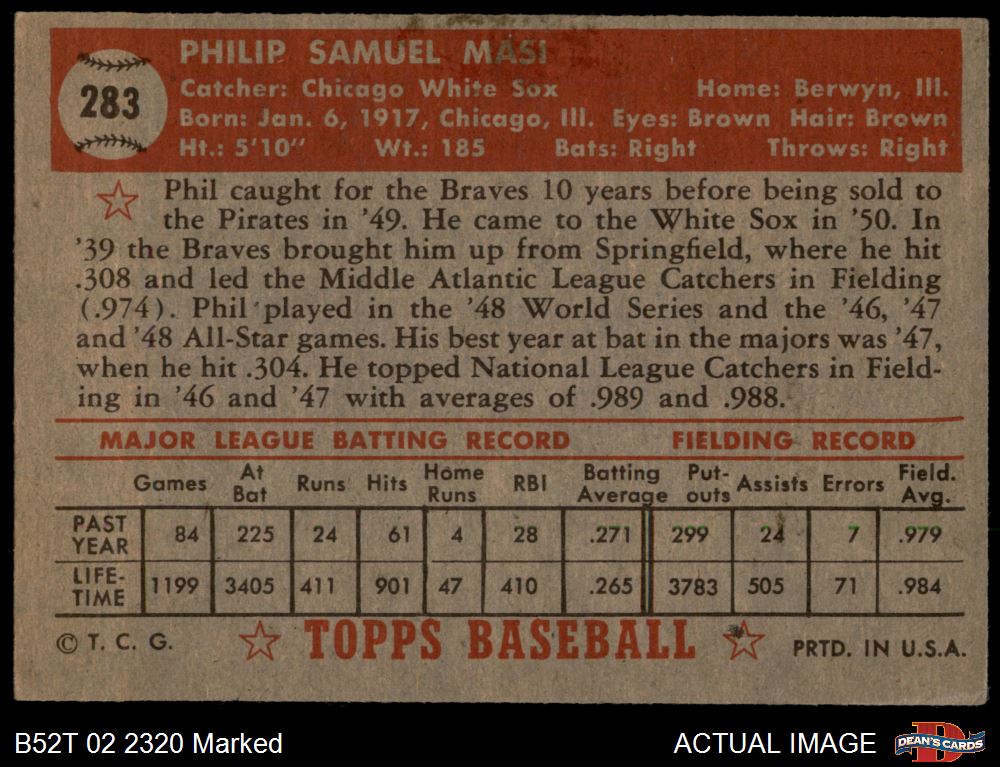 PHILIP SAMUEL MASI
283
Catcher: Chicago White Sox Home: Berwyn, Ill.
Born: Jan. 6, 1917, Chicago, Ill. Eyes: Brown Hair: Brown
Ht.: 5'10" Wt.: 185 Bats: Right Throws: Right
Phil caught for the Braves 10 years before being sold to
the Pirates in '49. He came to the White Sox in '50. In
'39 the Braves brought him up from Springfield, where he hit
.308 and led the Middle Atlantic League Catchers in Fielding
(.974). Phil played in the '48 World Series and the '46, '47
and '48 All-Star games. His best year at bat in the majors was '47,
when he hit .304. He topped National League Catchers in Field-
ing in '46 and '47 with averages of .989 and .988.
MAJOR LEAGUE BATTING RECORD FIELDING RECORD
Games At Bat Runs Hits Home Runs RBI Batting Average Put-outs Assists Errors Field. Avg.
PAST YEAR 84 225 24 61 4 28 .271 299 24 7 .979
LIFE-TIME 1199 3405 411 901 47 410 .265 3783 505 71 .984
© T. C. G. TOPPS BASEBALL PRTD. IN U.S.A.
B52T 02 2320 Marked ACTUAL IMAGE DEAN'S CARDS